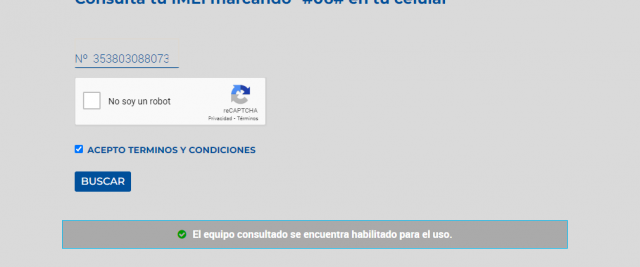 Consulta tu IMEI marcando *#06# en tu celular
Nº 353803088073
No soy un robot
reCAPTCHA
Privacidad • Términos
ACEPTO TERMINOS Y CONDICIONES
BUSCAR
El equipo consultado se encuentra habilitado para el uso.